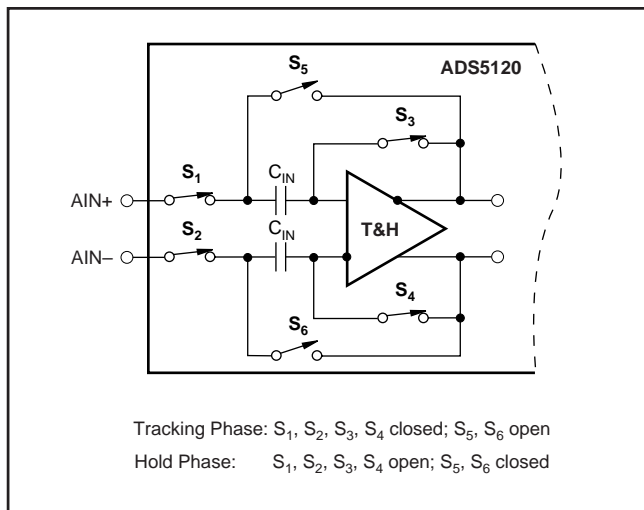 ADS5120
S5
S3
S1
CIN
AIN+
T&H
S2
CIN
AIN–
S4
S6
Tracking Phase: S1, S2, S3, S4 closed; S5, S6 open
Hold Phase: S1, S2, S3, S4 open; S5, S6 closed